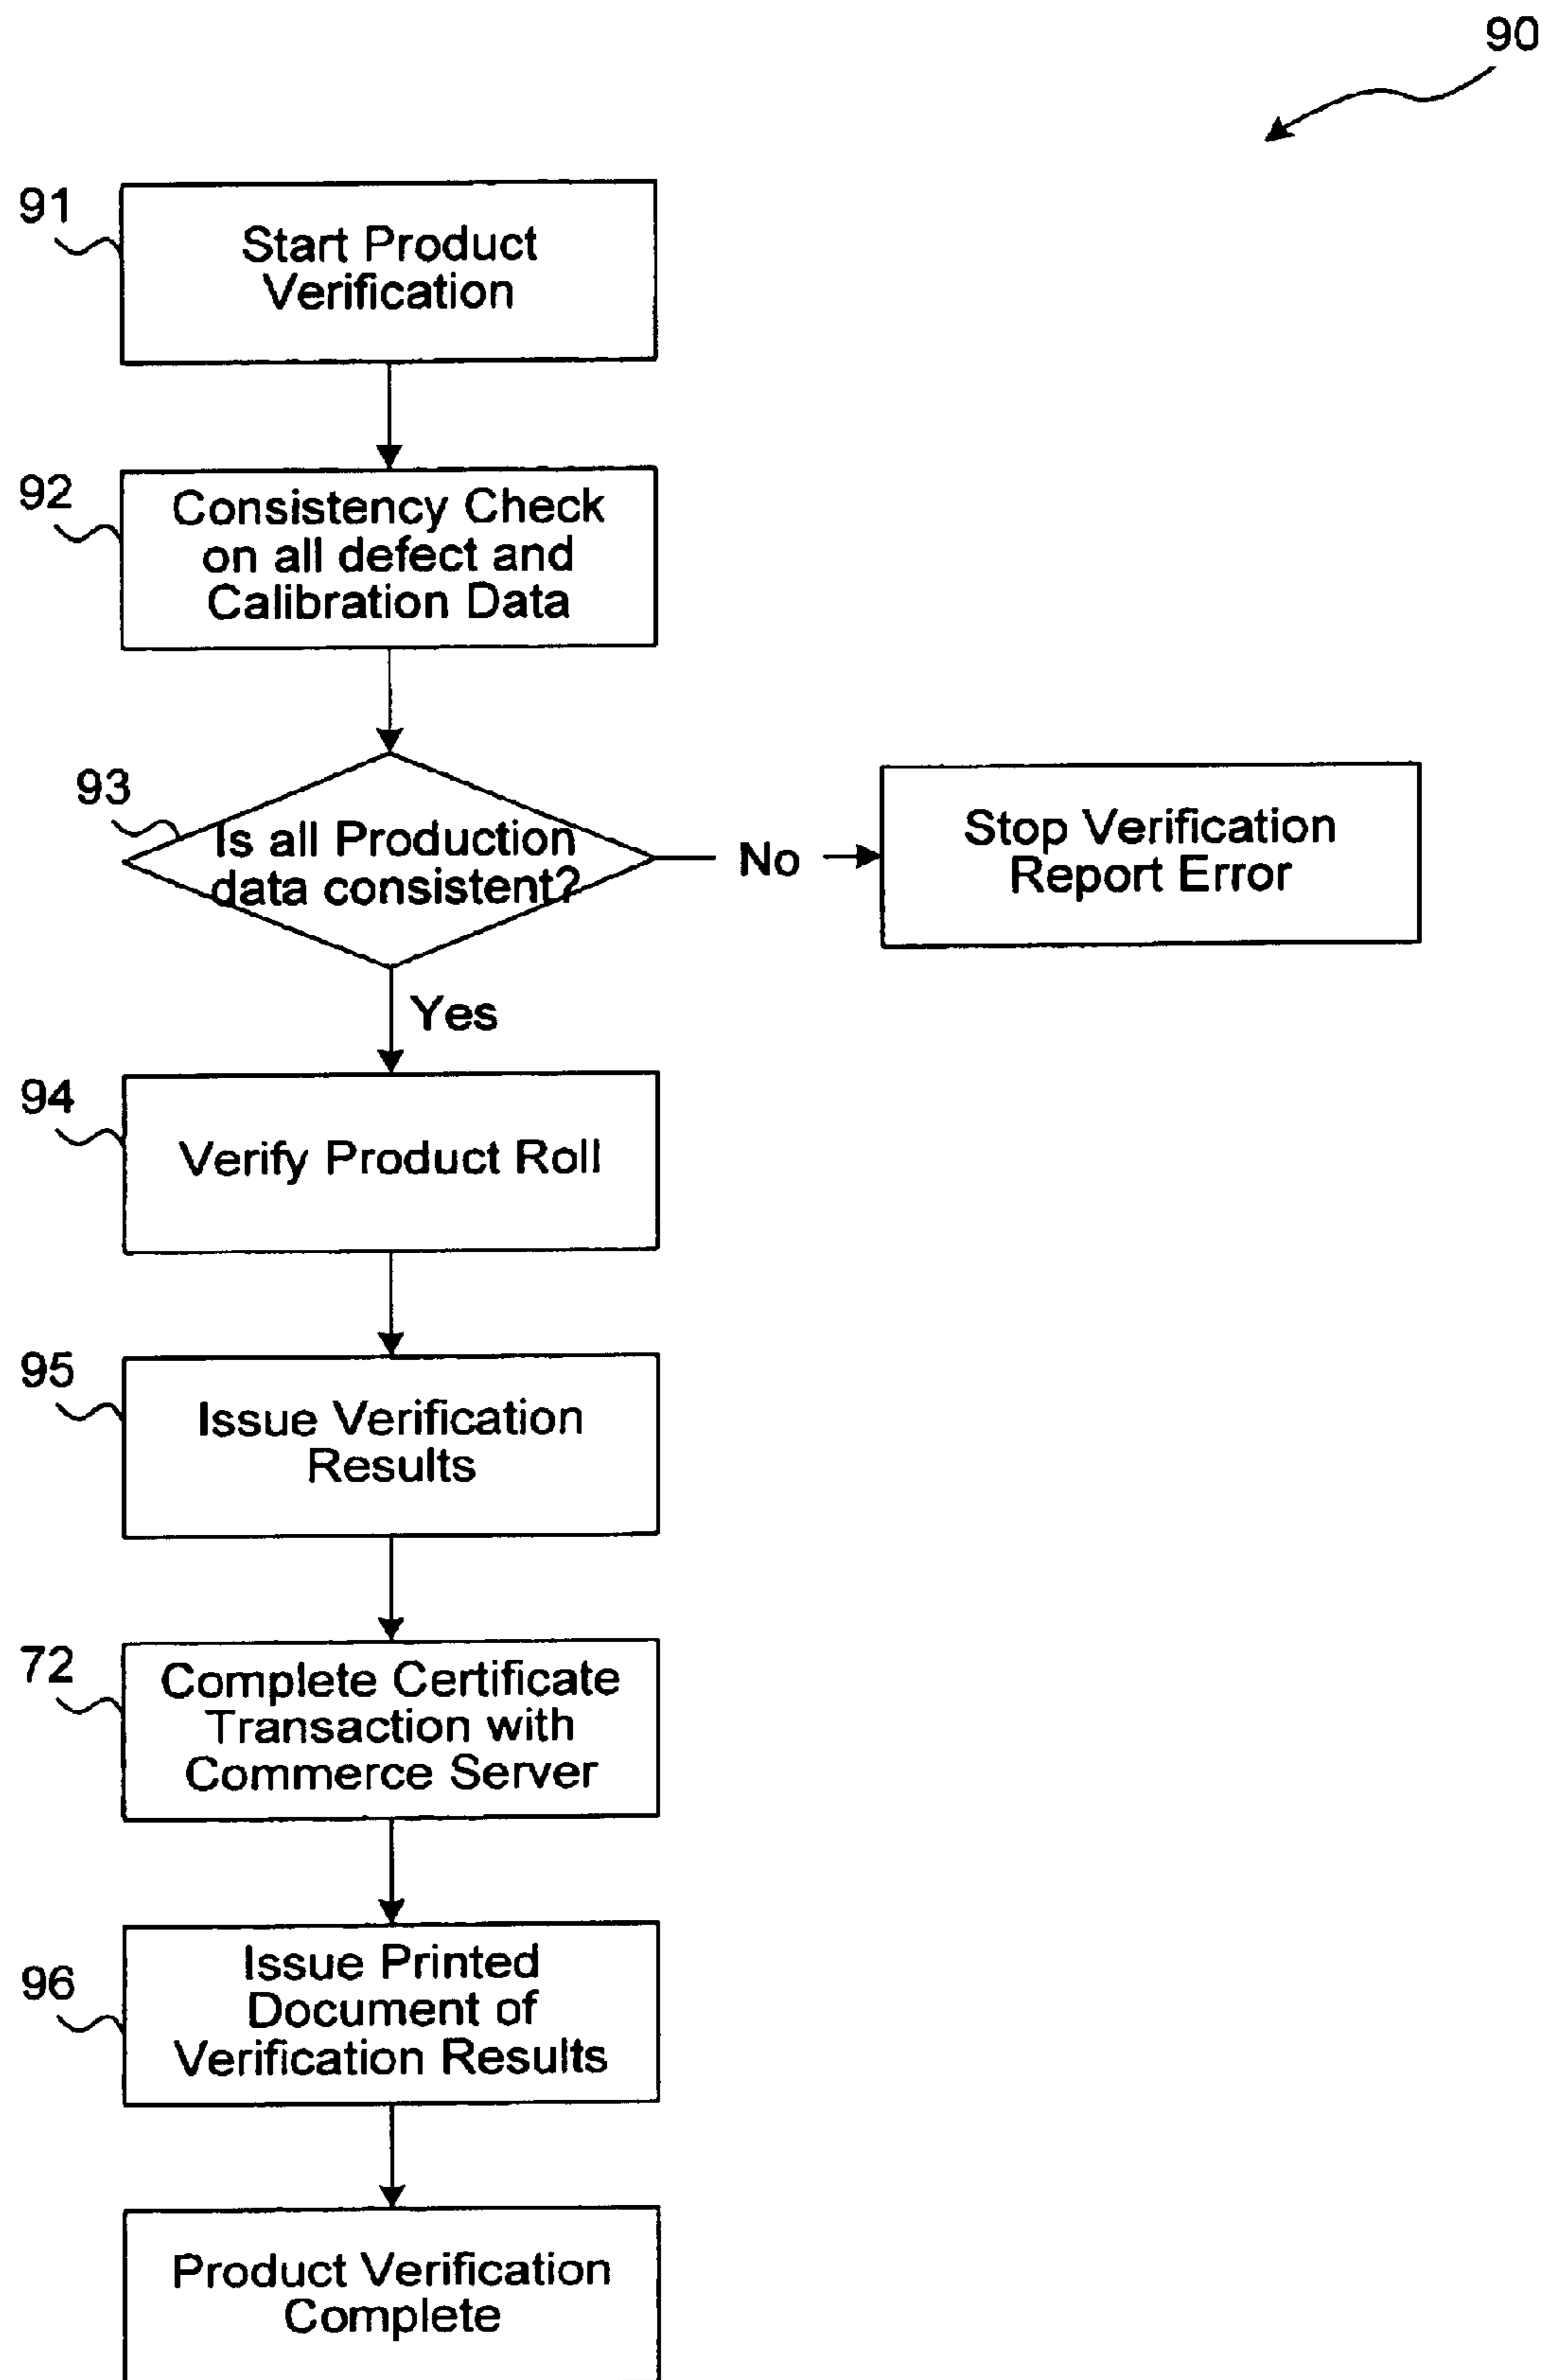 90
91
Start Product
Verification
92
Consistency Check
on all defect and
Calibration Data
93
Is all Production
data consistent?
No
Stop Verification
Report Error
Yes
94
Verify Product Roll
95
Issue Verification
Results
72
Complete Certificate
Transaction with
Commerce Server
96
Issue Printed
Document of
Verification Results
Product Verification
Complete